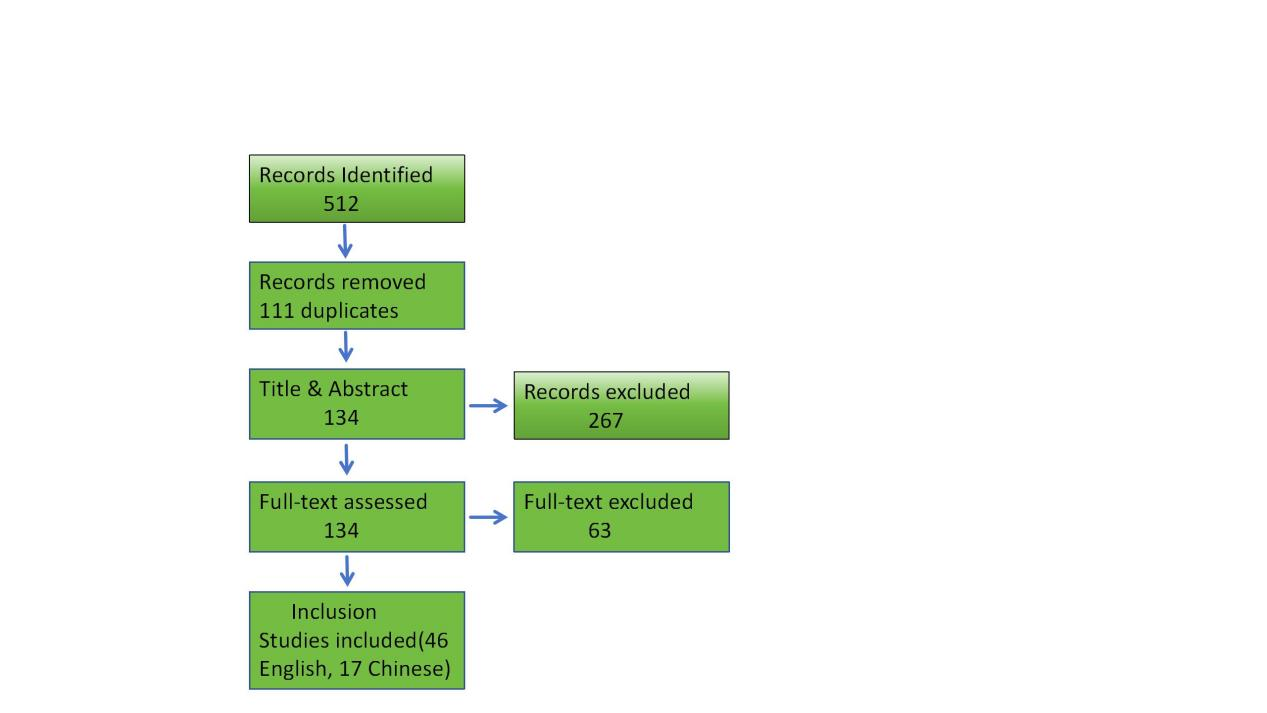 Records Identified
512
Records removed
111 duplicates
Title & Abstract
134
Records excluded
267
Full-text assessed
134
Full-text excluded
63
Inclusion
Studies included(46
English, 17 Chinese)